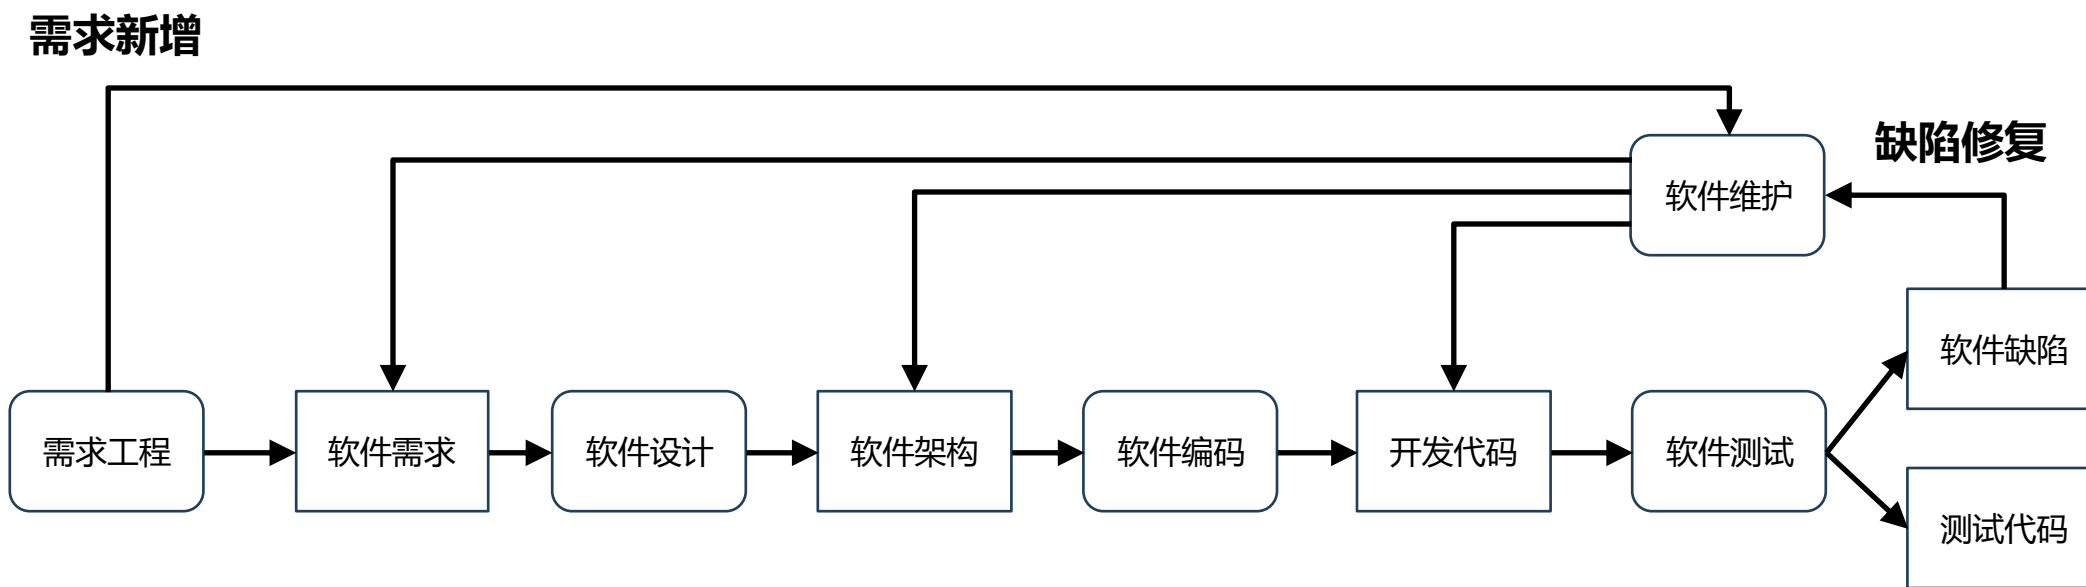 需求新增
缺陷修复
软件维护
软件缺陷
需求工程
软件需求
软件设计
软件架构
软件编码
开发代码
软件测试
测试代码